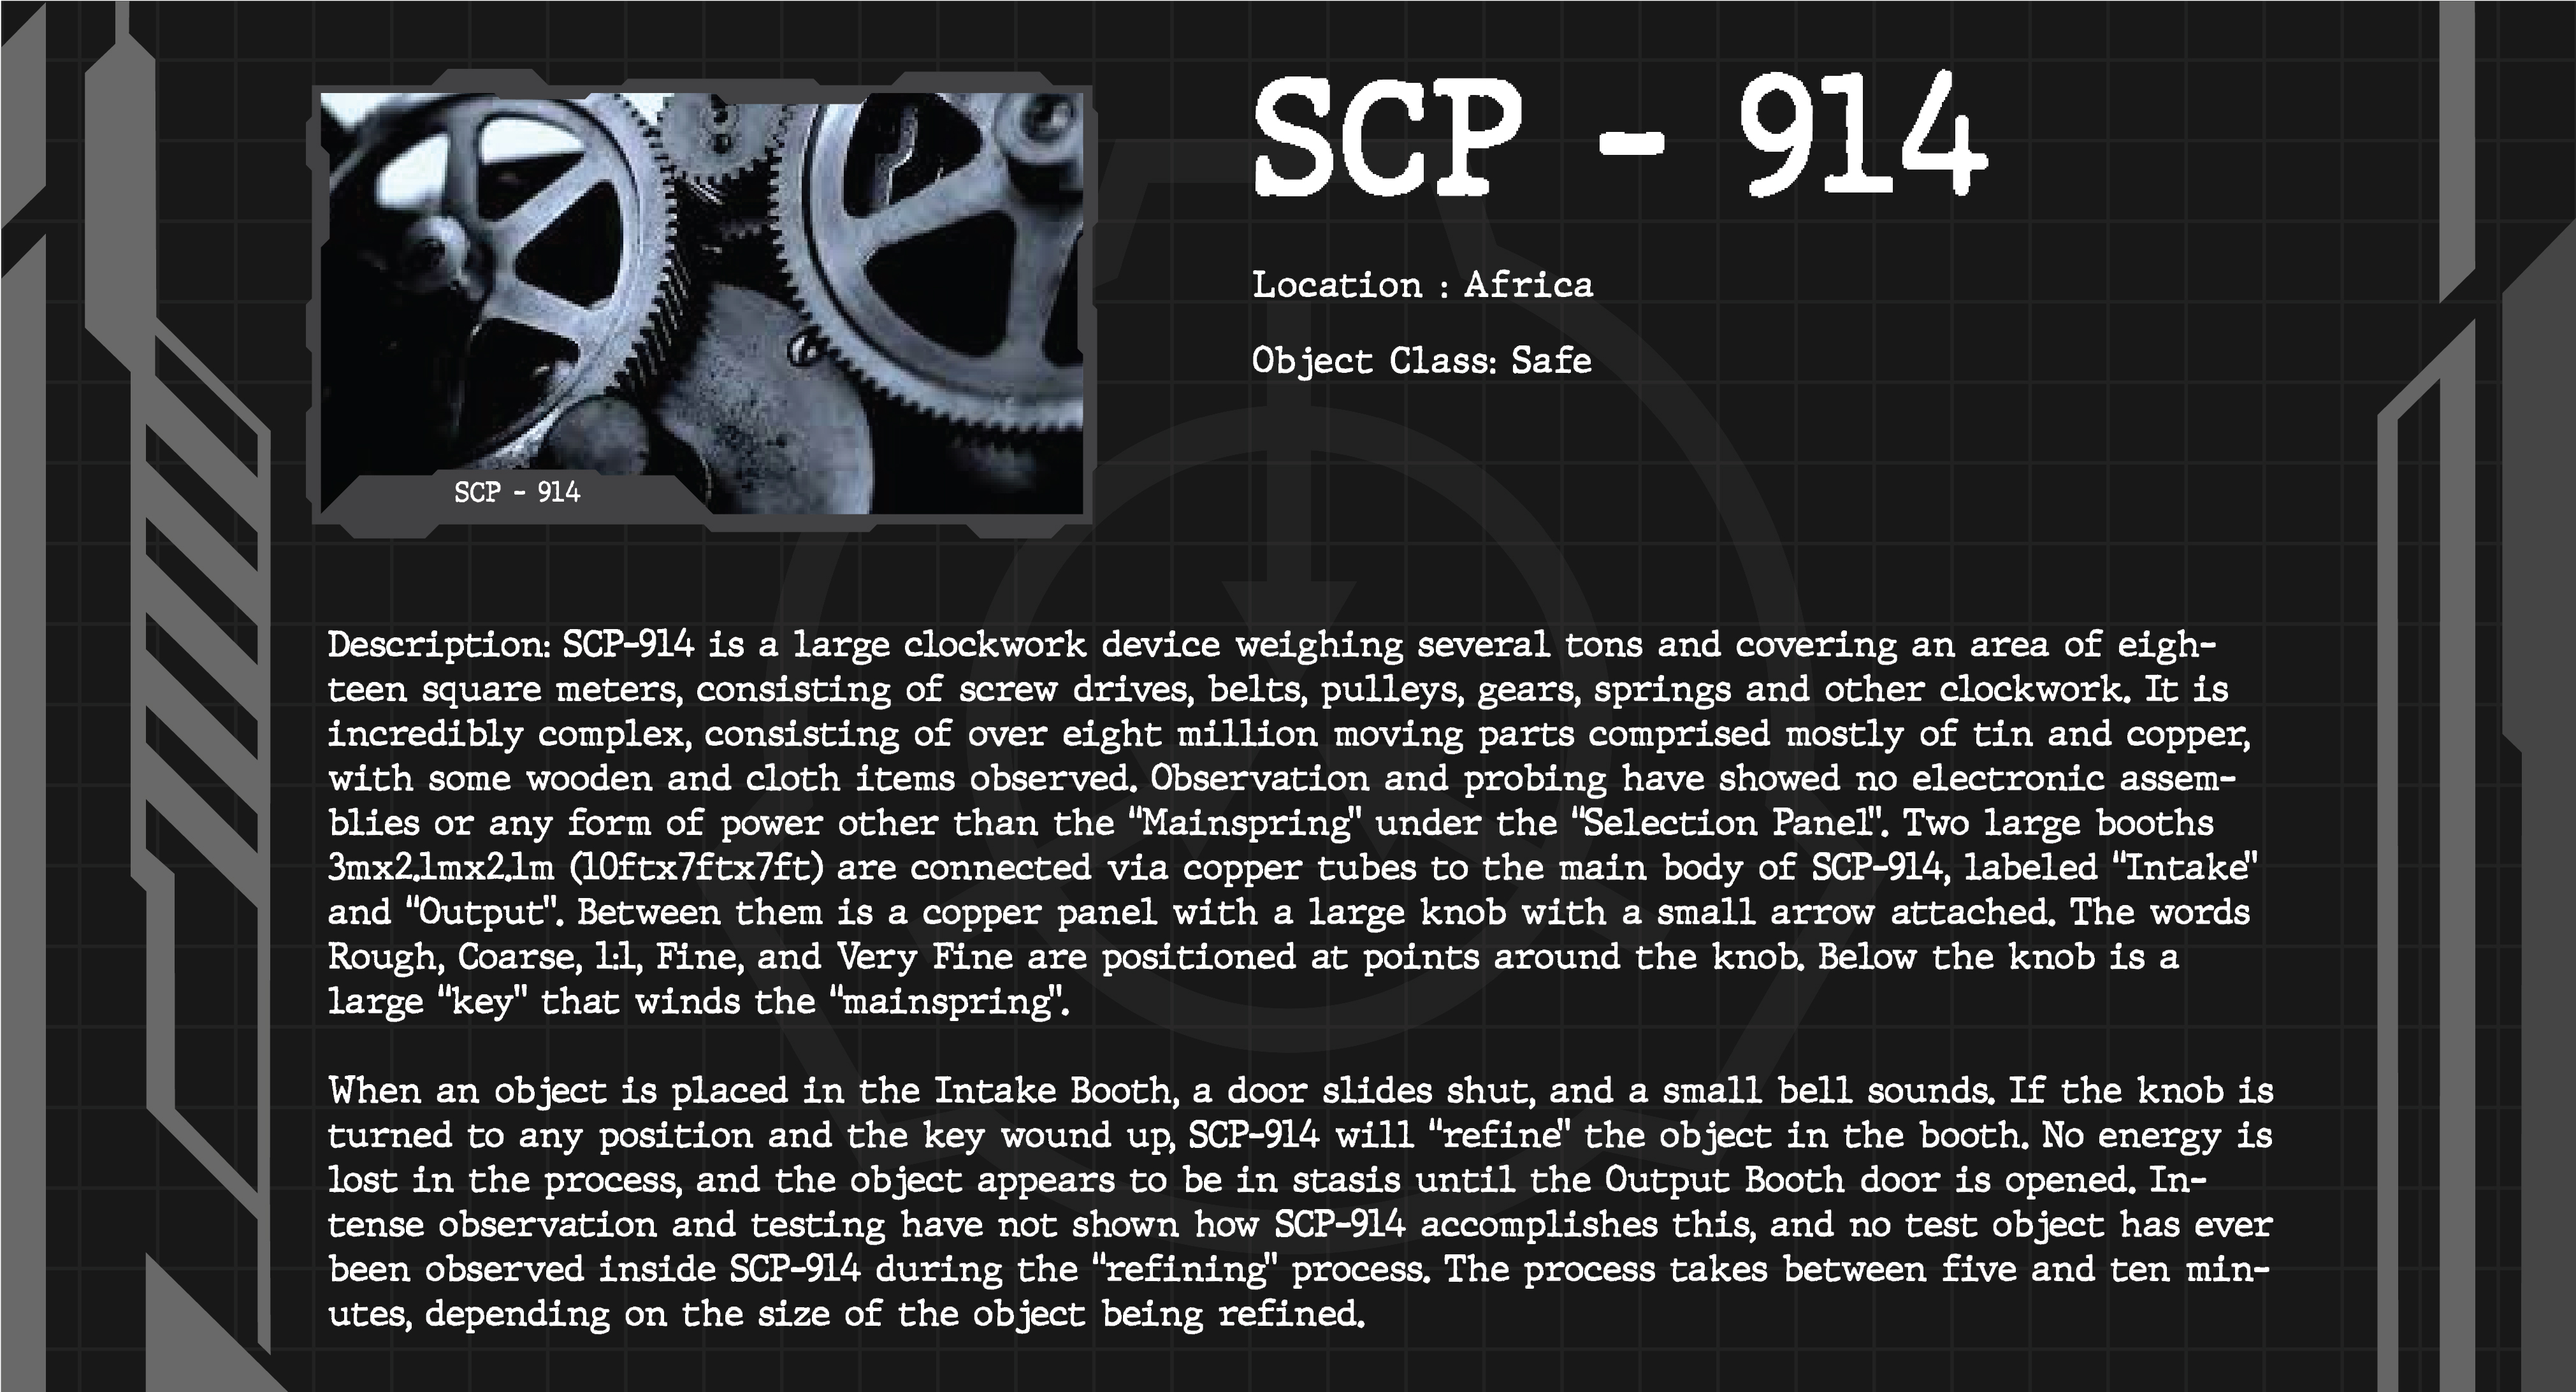 SCP - 914
Location : Africa
Object Class: Safe
SCP - 914
Description: SCP-914 is a large clockwork device weighing several tons and covering an area of eigh-
teen square meters, consisting of screw drives, belts, pulleys, gears, springs and other clockwork. It is
incredibly complex, consisting of over eight million moving parts comprised mostly of tin and copper,
with some wooden and cloth items observed. Observation and probing have showed no electronic assem-
blies or any form of power other than the "Mainspring" under the "Selection Panel". Two large booths
3mx2.1mx2.1m (10ftx7ftx7ft) are connected via copper tubes to the main body of SCP-914, labeled "Intake"
and "Output". Between them is a copper panel with a large knob with a small arrow attached. The words
Rough, Coarse, 1:1, Fine, and Very Fine are positioned at points around the knob. Below the knob is a
large "key" that winds the "mainspring".
When an object is placed in the Intake Booth, a door slides shut, and a small bell sounds. If the knob is
turned to any position and the key wound up, SCP-914 will "refine" the object in the booth. No energy is
lost in the process, and the object appears to be in stasis until the Output Booth door is opened. In-
tense observation and testing have not shown how SCP-914 accomplishes this, and no test object has ever
been observed inside SCP-914 during the "refining" process. The process takes between five and ten min-
utes, depending on the size of the object being refined.